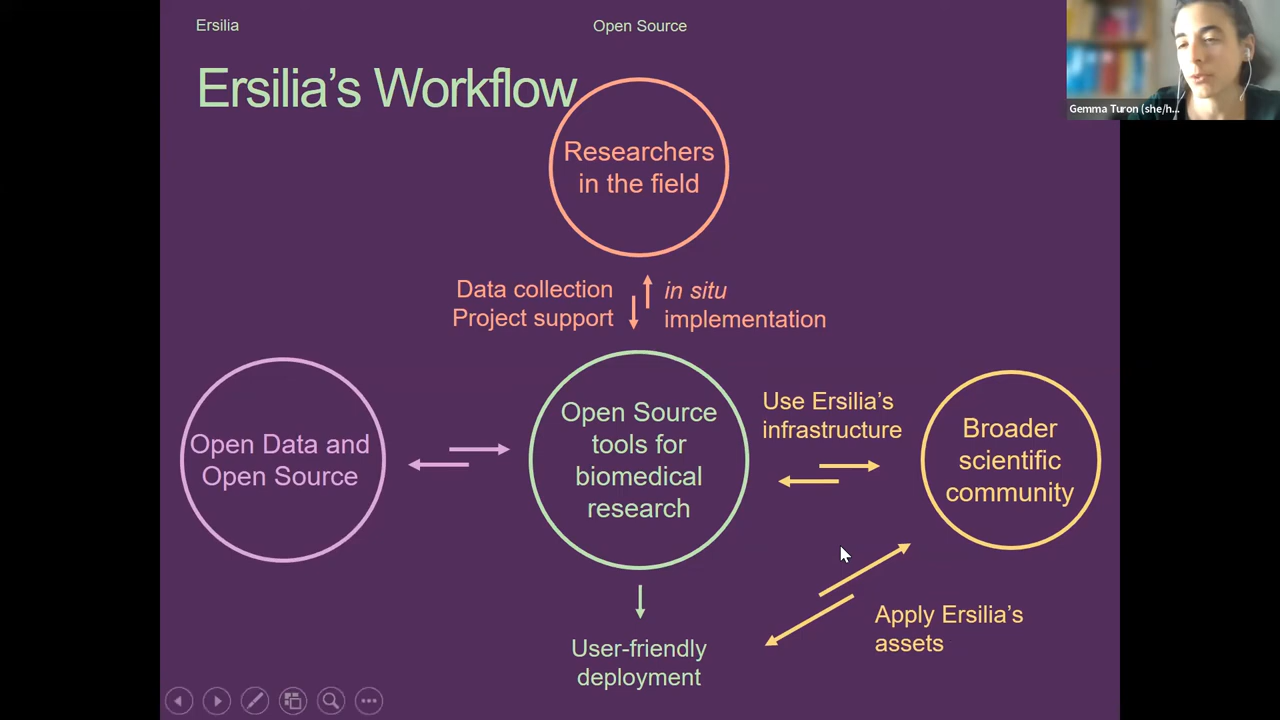 Ersilia
Open Source
Ersilia's Workflow
Gemma Turon (she/h...
Researchers
in the field
Data collection
Project support
in situ
implementation
Open Data and
Open Source
Open Source
tools for
biomedical
research
Use Ersilia's
infrastructure
Broader
scientific
community
Apply Ersilia's
assets
User-friendly
deployment